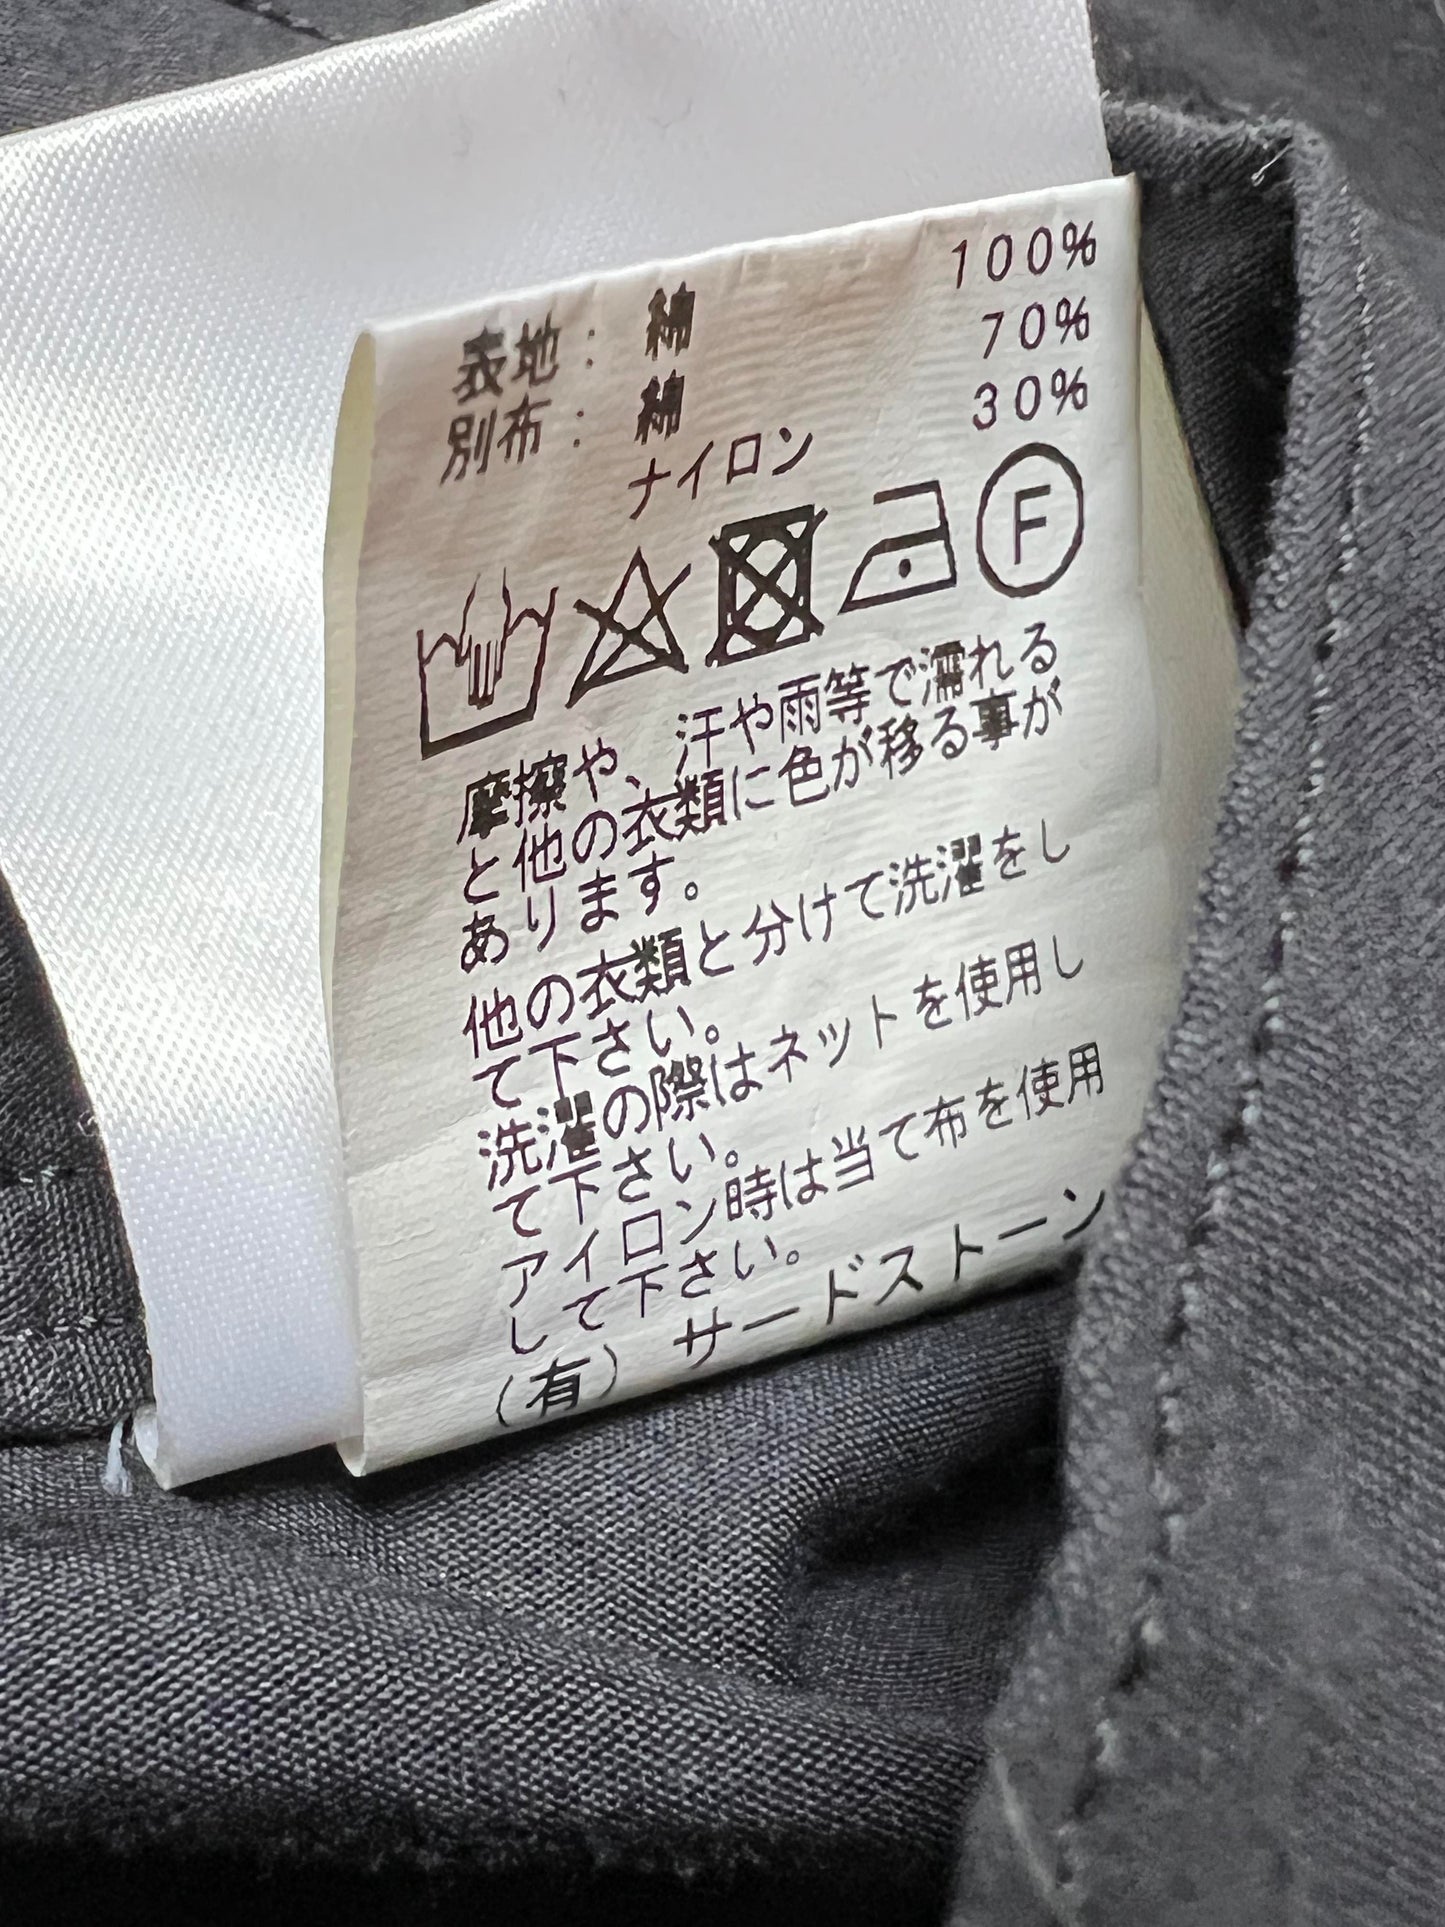 表地: 綿 100%
別布: 綿 70%
ナイロン 30%
F
摩擦や、汗や雨等で濡れる
と他の衣類に色が移る事が
あります。
他の衣類と分けて洗濯をし
て下さい。
洗濯の際はネットを使用し
て下さい。
アイロン時は当て布を使用
して下さい。
(有) サードストーン